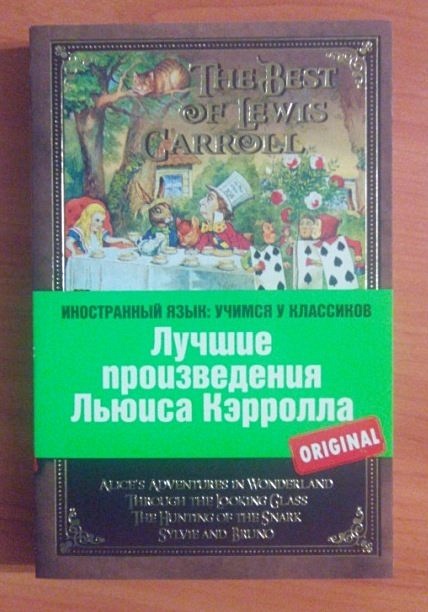 The Best
of Lewis
Carroll
ИНОСТРАННЫЙ ЯЗЫК: УЧИМСЯ У КЛАССИКОВ
Лучшие
произведения
Льюиса Кэрролла
ORIGINAL
Alice's Adventures in Wonderland
Through the Looking Glass
The Hunting of the Snark
Sylvie and Bruno